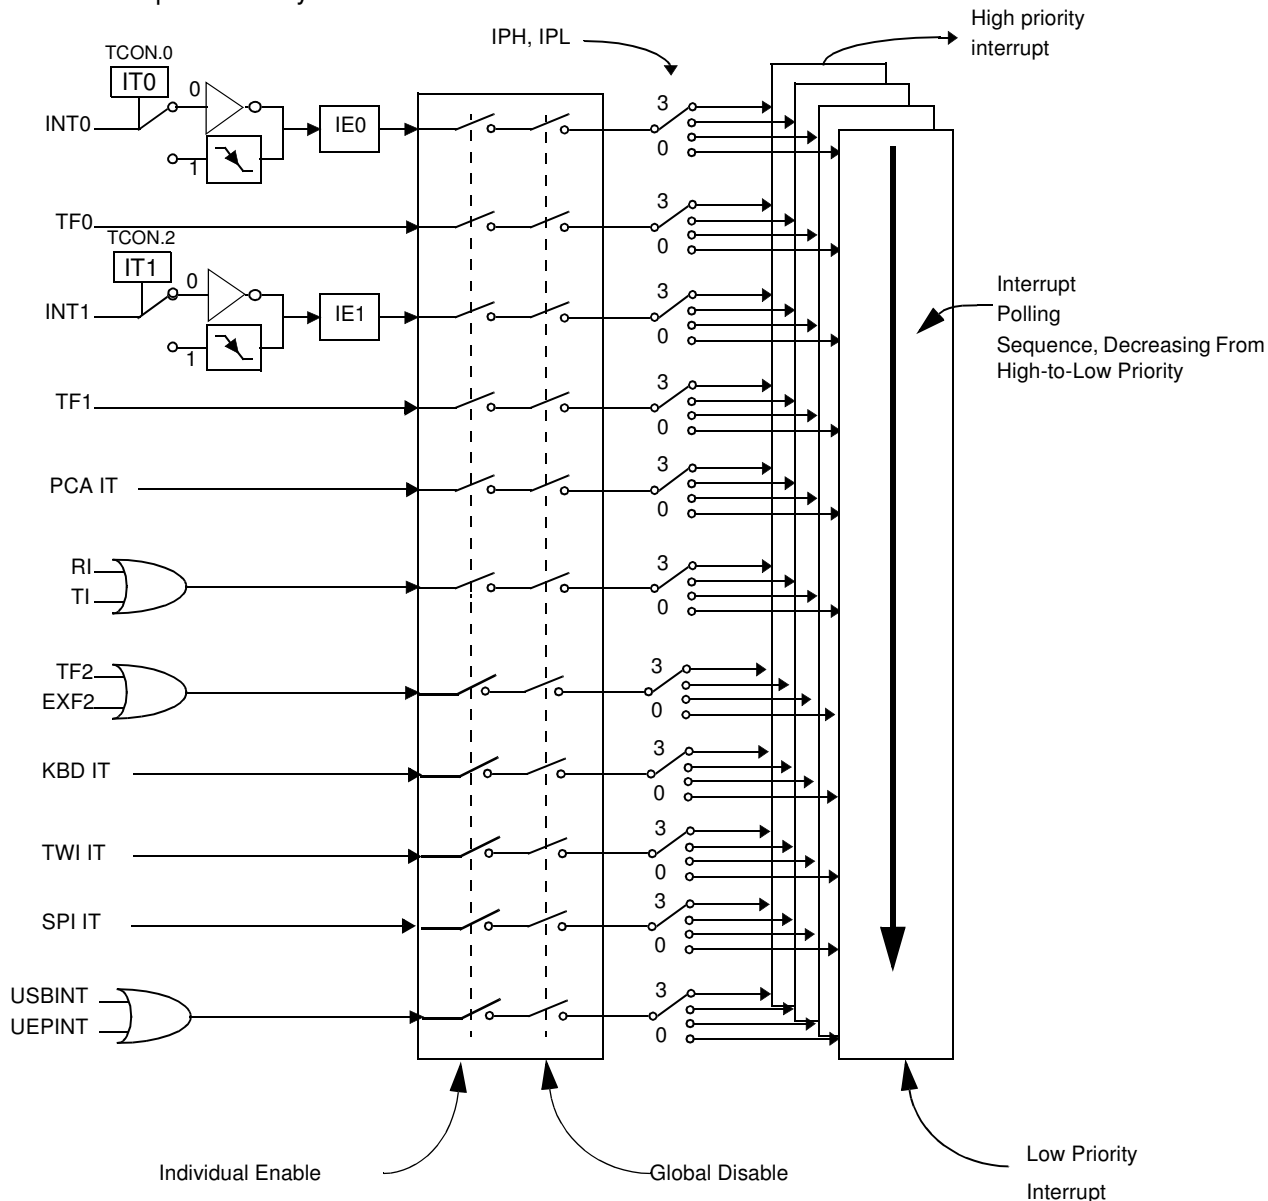 IPH, IPL
High priority
interrupt
TCON.0
IT0
0
INT0
1
IE0
3
0
TF0
3
0
TCON.2
IT1
0
INT1
1
IE1
3
0
Interrupt
Polling
Sequence, Decreasing From
High-to-Low Priority
TF1
3
0
PCA IT
3
0
RI
TI
3
0
TF2
EXF2
3
0
KBD IT
3
0
TWI IT
3
0
SPI IT
3
0
USBINT
UEPINT
3
0
Individual Enable
Global Disable
Low Priority
Interrupt